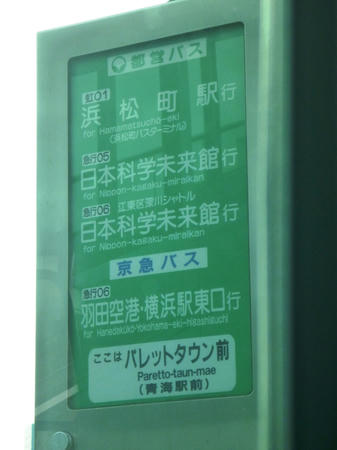 都営バス
虹01
浜松町駅行
for Hamamatsucho-eki
(浜松町バスターミナル)
急行05
日本科学未来館行
for Nippon-kagaku-miraikan
急行06 江東区深川シャトル
日本科学未来館行
for Nippon-kagaku-miraikan
京急バス
急行06
羽田空港・横浜駅東口行
for Hanedakuko-Yokohama-eki-higashiguchi
ここは パレットタウン前
Paretto-taun-mae
(青海駅前)